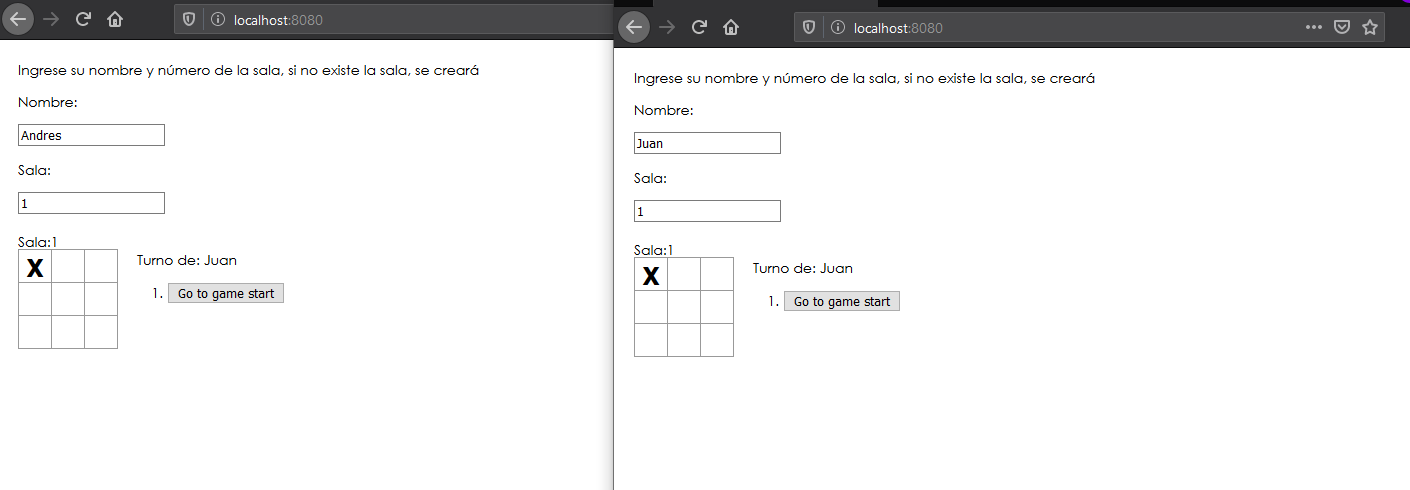 localhost:8080
Ingrese su nombre y número de la sala, si no existe la sala, se creará
Nombre:
Andres
Sala:
1
Sala:1
X
Turno de: Juan
1. Go to game start
localhost:8080
Ingrese su nombre y número de la sala, si no existe la sala, se creará
Nombre:
Juan
Sala:
1
Sala:1
X
Turno de: Juan
1. Go to game start